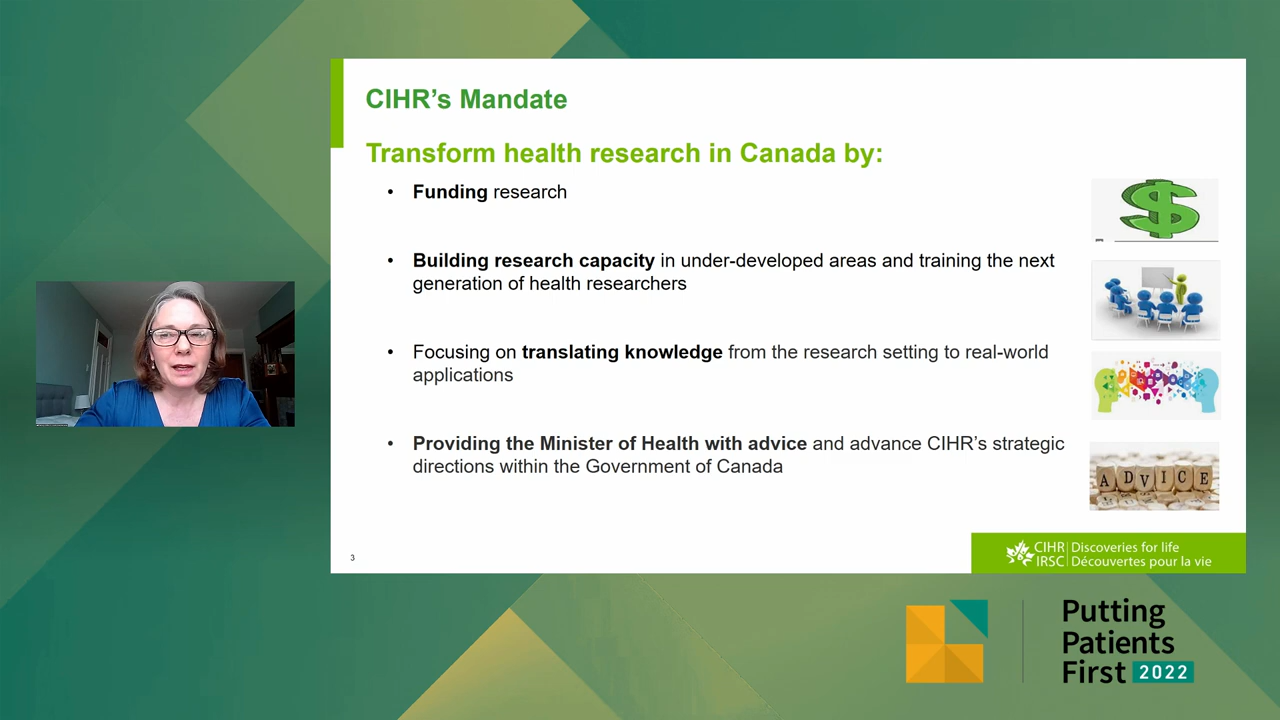 CIHR’s Mandate
Transform health research in Canada by:
• Funding research
• Building research capacity in under-developed areas and training the next
generation of health researchers
• Focusing on translating knowledge from the research setting to real-world
applications
• Providing the Minister of Health with advice and advance CIHR’s strategic
directions within the Government of Canada
ADVICE
3
CIHR Discoveries for life
IRSC Découvertes pour la vie
Putting
Patients
First 2022